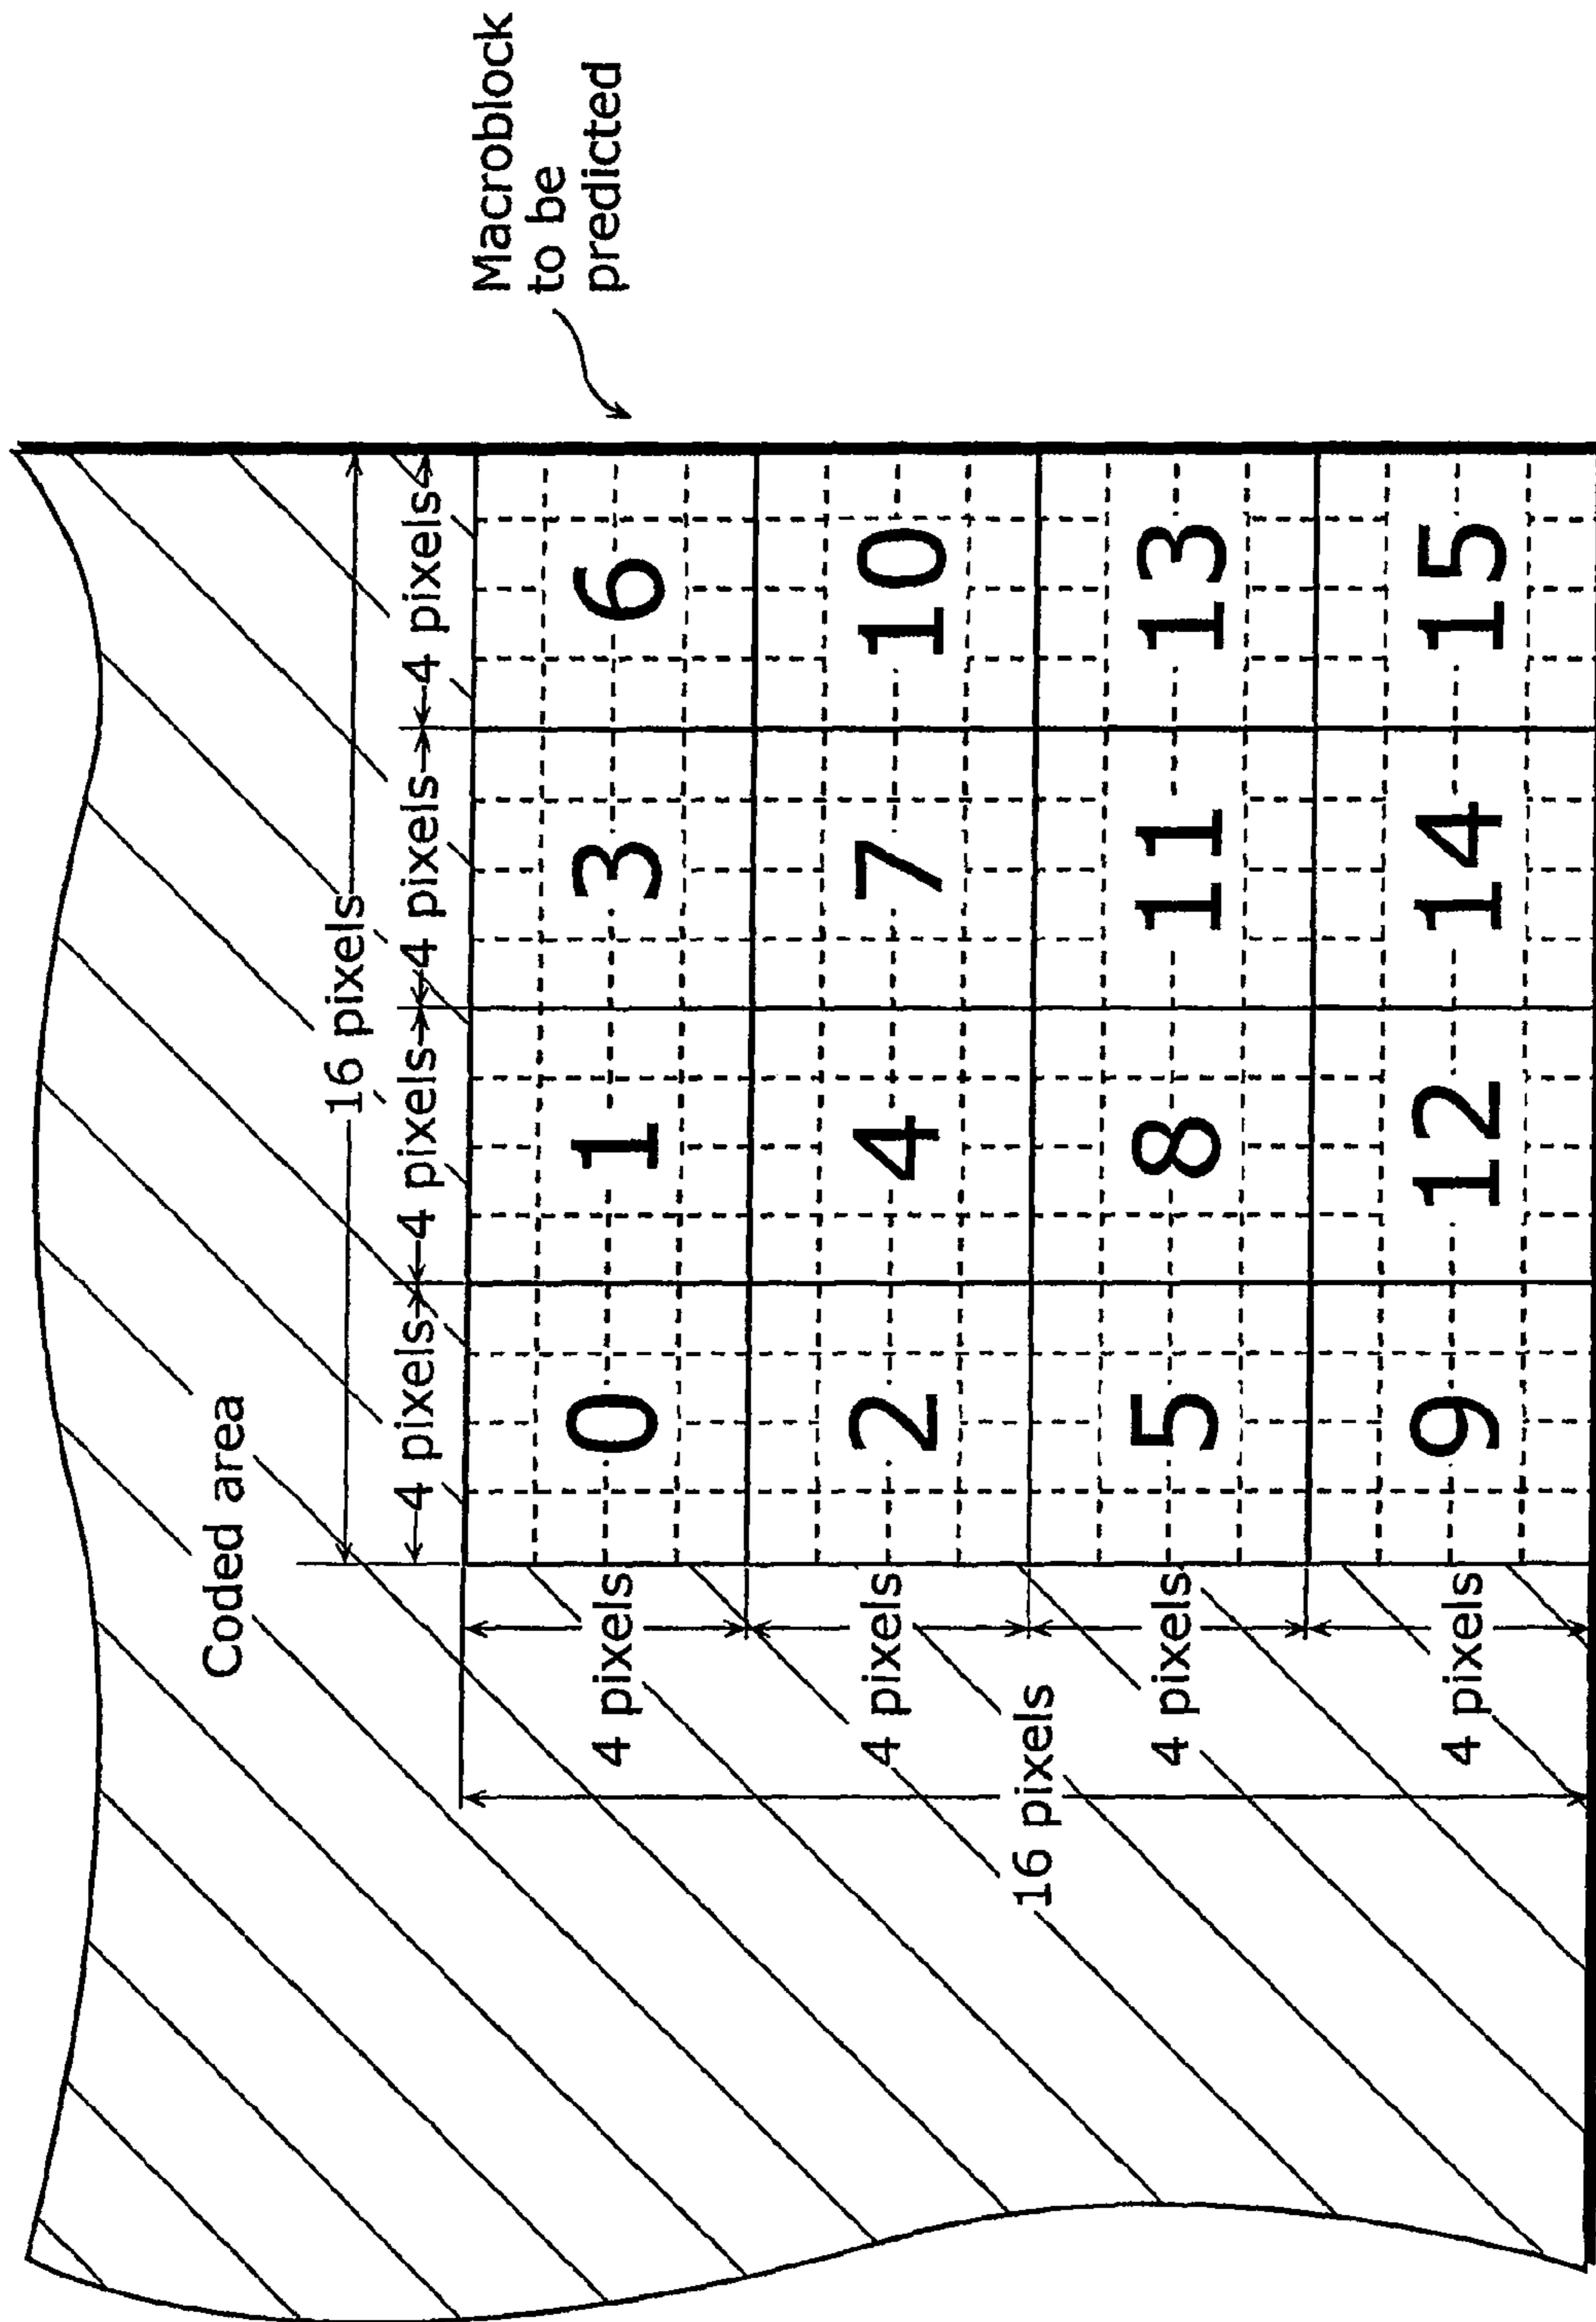 Coded area
16 pixels
4 pixels 4 pixels 4 pixels 4 pixels
Macroblock
to be
predicted
4 pixels 0 1 3 6
4 pixels 2 4 7 10
16 pixels
4 pixels 5 8 11 13
4 pixels 9 12 14 15